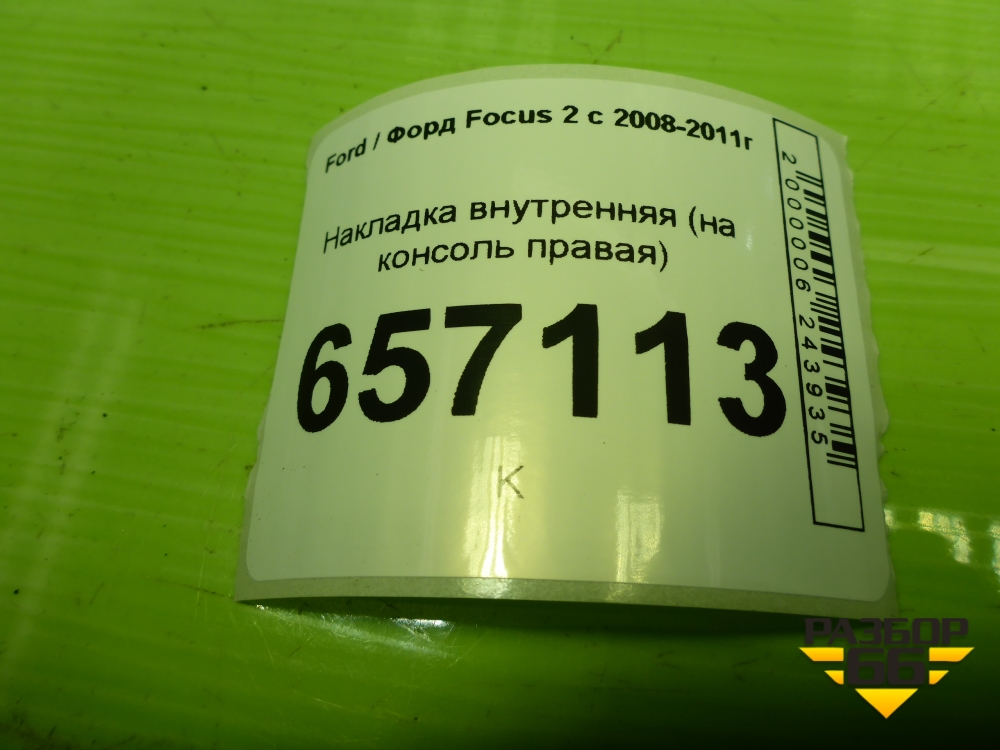 Ford / Форд Focus 2 с 2008-2011г
Накладка внутренняя (на
консоль правая)
657113
K
2000006243935
РАЗБОР
66